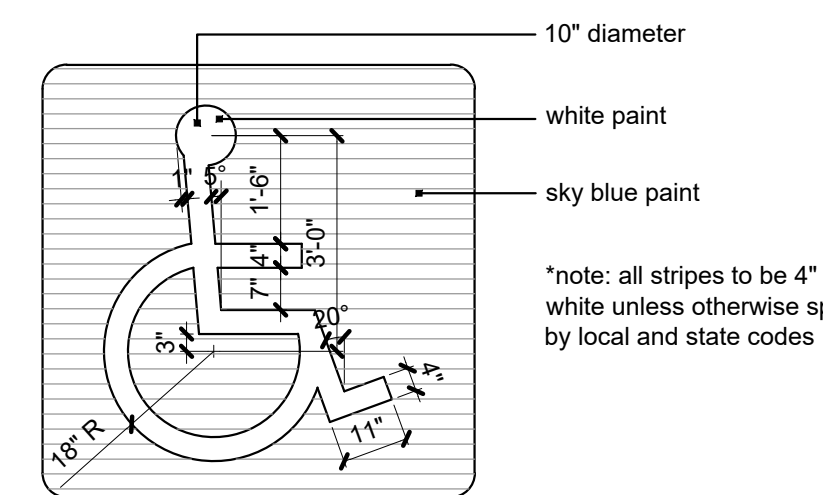 10" diameter
white paint
sky blue paint
1" 5°
1'-6"
4"
3'-0"
7"
20°
3"
4"
18" R
11"
*note: all stripes to be 4"
white unless otherwise
by local and state codes